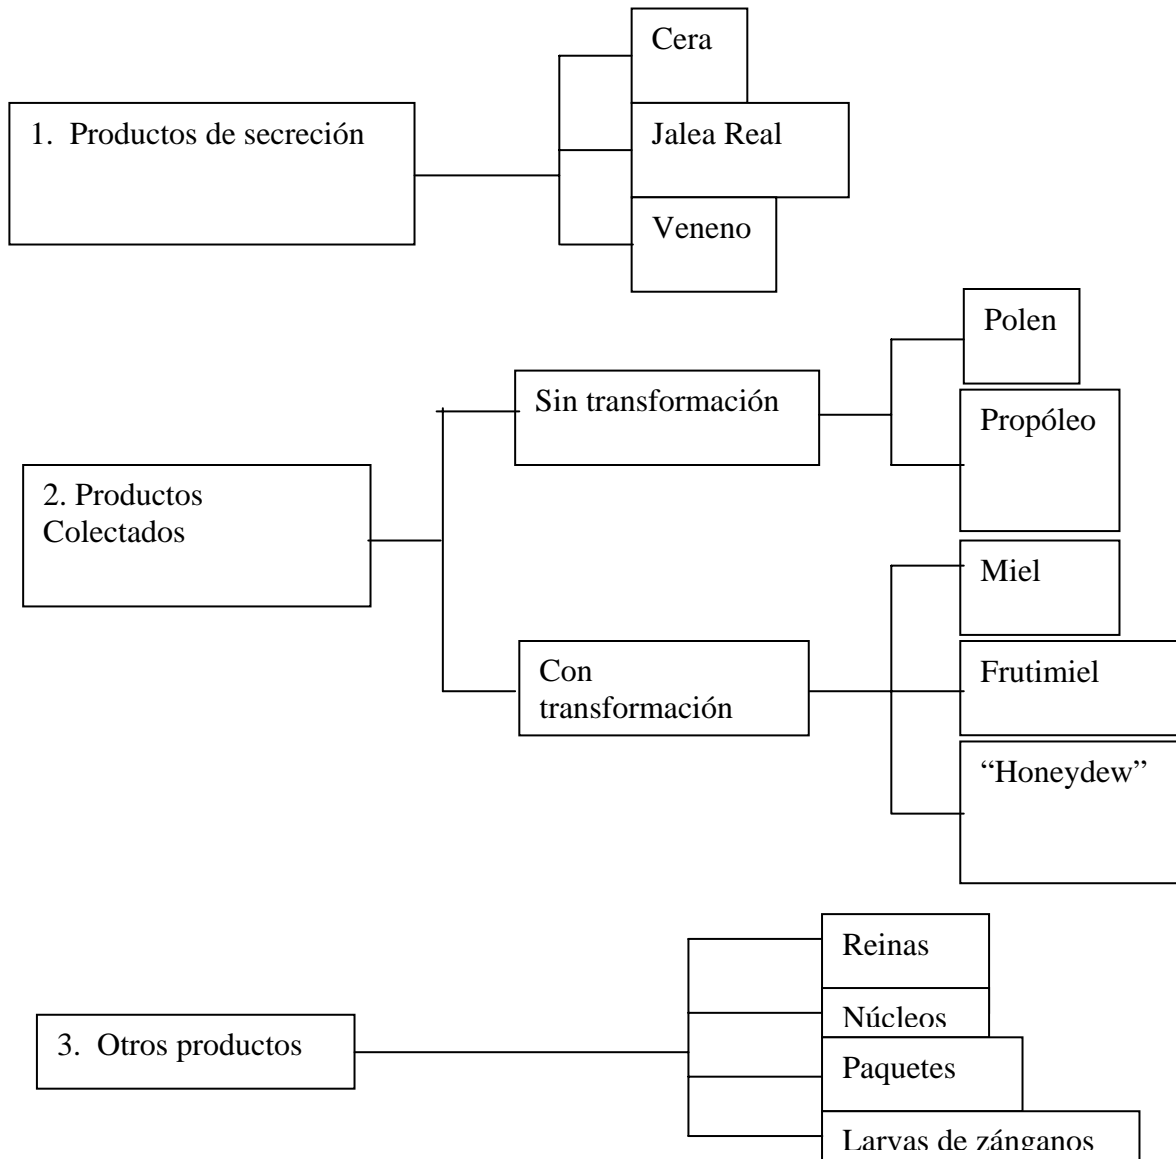 1. Productos de secreción
Cera
Jalea Real
Veneno
2. Productos
Colectados
Sin transformación
Polen
Propóleo
Con
transformación
Miel
Frutimiel
“Honeydew”
3. Otros productos
Reinas
Núcleos
Paquetes
Larvas de zánganos